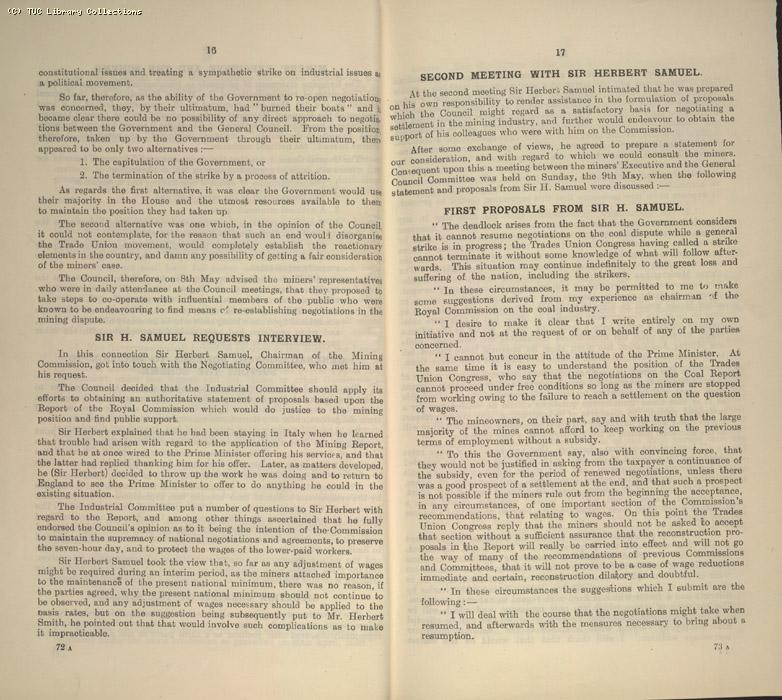 (C) TUC Library Collections
16
constitutional issues and treating a sympathetic strike on industrial issues as
a political movement.
So far, therefore, as the ability of the Government to re-open negotiations
was concerned, they, by their ultimatum, had "burned their boats" and it
became clear there could be no possibility of any direct approach to negotia-
tions between the Government and the General Council. From the position,
therefore, taken up by the Government through their ultimatum, there
appeared to be only two alternatives:—
1. The capitulation of the Government, or
2. The termination of the strike by a process of attrition.
As regards the first alternative, it was clear the Government would use
their majority in the House and the utmost resources available to them
to maintain the position they had taken up
The second alternative was one which, in the opinion of the Council,
it could not contemplate, for the reason that such an end would disorganise
the Trade Union movement, would completely establish the reactionary
elements in the country, and damn any possibility of getting a fair consideration
of the miners' case.
The Council, therefore, on 8th May advised the miners' representatives
who were in daily attendance at the Council meetings, that they proposed to
take steps to co-operate with influential members of the public who were
known to be endeavouring to find means of re-establishing negotiations in the
mining dispute.
SIR H. SAMUEL REQUESTS INTERVIEW.
In this connection Sir Herbert Samuel, Chairman of the Mining
Commission, got into touch with the Negotiating Committee, who met him at
his request.
The Council decided that the Industrial Committee should apply its
efforts to obtaining an authoritative statement of proposals based upon the
Report of the Royal Commission which would do justice to the mining
position and find public support.
Sir Herbert explained that he had been staying in Italy when he learned
that trouble had arisen with regard to the application of the Mining Report,
and that he at once wired to the Prime Minister offering his services, and that
the latter had replied thanking him for his offer. Later, as matters developed,
he (Sir Herbert) decided to throw up the work he was doing and to return to
England to see the Prime Minister to offer to do anything he could in the
existing situation.
The Industrial Committee put a number of questions to Sir Herbert with
regard to the Report, and among other things ascertained that he fully
endorsed the Council's opinion as to it being the intention of the Commission
to maintain the supremacy of national negotiations and agreements, to preserve
the seven-hour day, and to protect the wages of the lower-paid workers.
Sir Herbert Samuel took the view that, so far as any adjustment of wages
might be required during an interim period, as the miners attached importance
to the maintenance of the present national minimum, there was no reason, if
the parties agreed, why the present national minimum should not continue to
be observed, and any adjustment of wages necessary should be applied to the
basis rates, but on the suggestion being subsequently put to Mr. Herbert
Smith, he pointed out that that would involve such complications as to make
it impracticable.
72 A
17
SECOND MEETING WITH SIR HERBERT SAMUEL.
At the second meeting Sir Herbert Samuel intimated that he was prepared
on his own responsibility to render assistance in the formulation of proposals
which the Council might regard as a satisfactory basis for negotiating a
settlement in the mining industry, and further would endeavour to obtain the
support of his colleagues who were with him on the Commission.
After some exchange of views, he agreed to prepare a statement for
our consideration, and with regard to which we could consult the miners.
Consequent upon this a meeting between the miners' Executive and the General
Council Committee was held on Sunday, the 9th May, when the following
statement and proposals from Sir H. Samuel were discussed:—
FIRST PROPOSALS FROM SIR H. SAMUEL.
"The deadlock arises from the fact that the Government considers
that it cannot resume negotiations on the coal dispute while a general
strike is in progress; the Trades Union Congress having called a strike
cannot terminate it without some knowledge of what will follow after-
wards. This situation may continue indefinitely to the great loss and
suffering of the nation, including the strikers.
"In these circumstances, it may be permitted to me to make
some suggestions derived from my experience as chairman of the
Royal Commission on the coal industry.
"I desire to make it clear that I write entirely on my own
initiative and not at the request of or on behalf of any of the parties
concerned.
"I cannot but concur in the attitude of the Prime Minister. At
the same time it is easy to understand the position of the Trades
Union Congress, who say that the negotiations on the Coal Report
cannot proceed under free conditions so long as the miners are stopped
from working owing to the failure to reach a settlement on the question
of wages.
"The mineowners, on their part, say and with truth that the large
majority of the mines cannot afford to keep working on the previous
terms of employment without a subsidy.
"To this the Government say, also with convincing force, that
they would not be justified in asking from the taxpayer a continuance of
the subsidy, even for the period of renewed negotiations, unless there
was a good prospect of a settlement at the end, and that such a prospect
is not possible if the miners rule out from the beginning the acceptance,
in any circumstances, of one important section of the Commission's
recommendations, that relating to wages. On this point the Trades
Union Congress reply that the miners should not be asked to accept
that section without a sufficient assurance that the reconstruction pro-
posals in the Report will really be carried into effect and will not go
the way of many of the recommendations of previous Commissions
and Committees, that it will not prove to be a case of wage reductions
immediate and certain, reconstruction dilatory and doubtful.
"In these circumstances the suggestions which I submit are the
following:—
"I will deal with the course that the negotiations might take when
resumed, and afterwards with the measures necessary to bring about a
resumption.
73 A